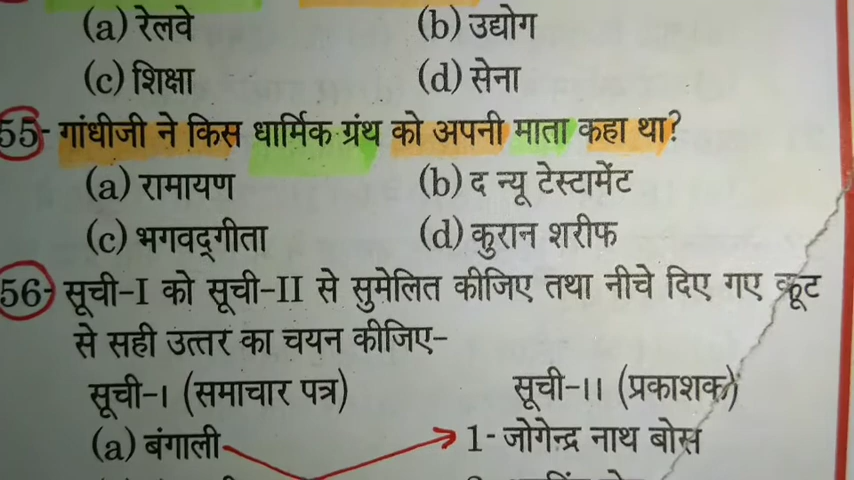 (a) रेलवे (b) उद्योग
(c) शिक्षा (d) सेना
55- गांधीजी ने किस धार्मिक ग्रंथ को अपनी माता कहा था?
(a) रामायण (b) द न्यू टेस्टामेंट
(c) भगवद्गीता (d) कुरान शरीफ
56- सूची-I को सूची-II से सुमेलित कीजिए तथा नीचे दिए गए कूट
से सही उत्तर का चयन कीजिए-
सूची-I (समाचार पत्र) सूची-II (प्रकाशक)
(a) बंगाली 1- जोगेन्द्र नाथ बोस